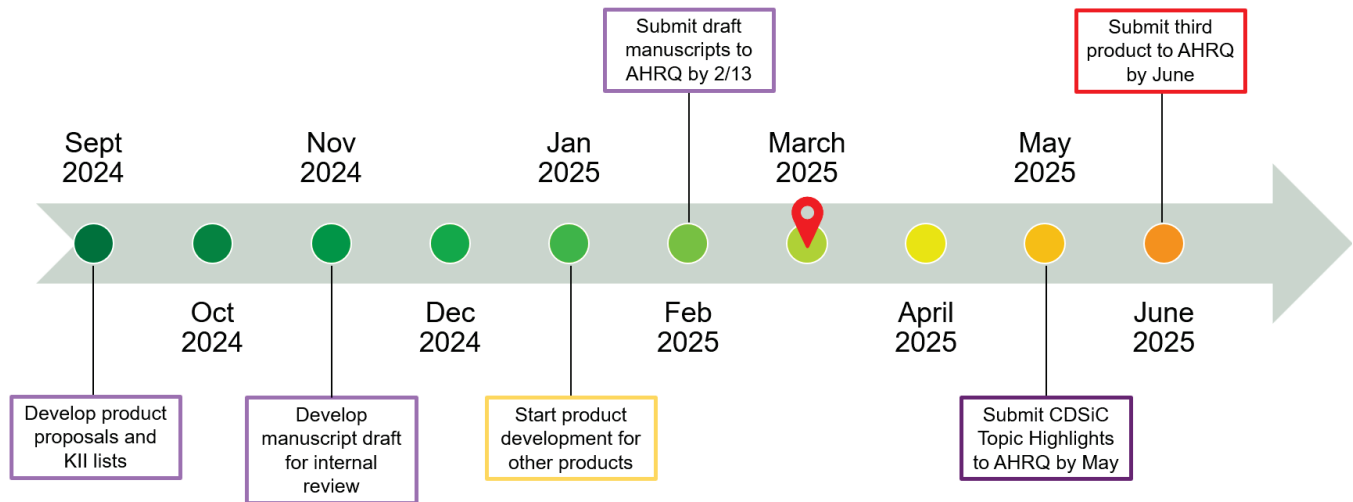 Submit draft
manuscripts to
AHRQ by 2/13
Submit third
product to AHRQ
by June
Sept
2024
Nov
2024
Jan
2025
March
2025
May
2025
Oct
2024
Dec
2024
Feb
2025
April
2025
June
2025
Develop product
proposals and
KII lists
Develop
manuscript draft
for internal
review
Start product
development for
other products
Submit CDSiC
Topic Highlights
to AHRQ by May